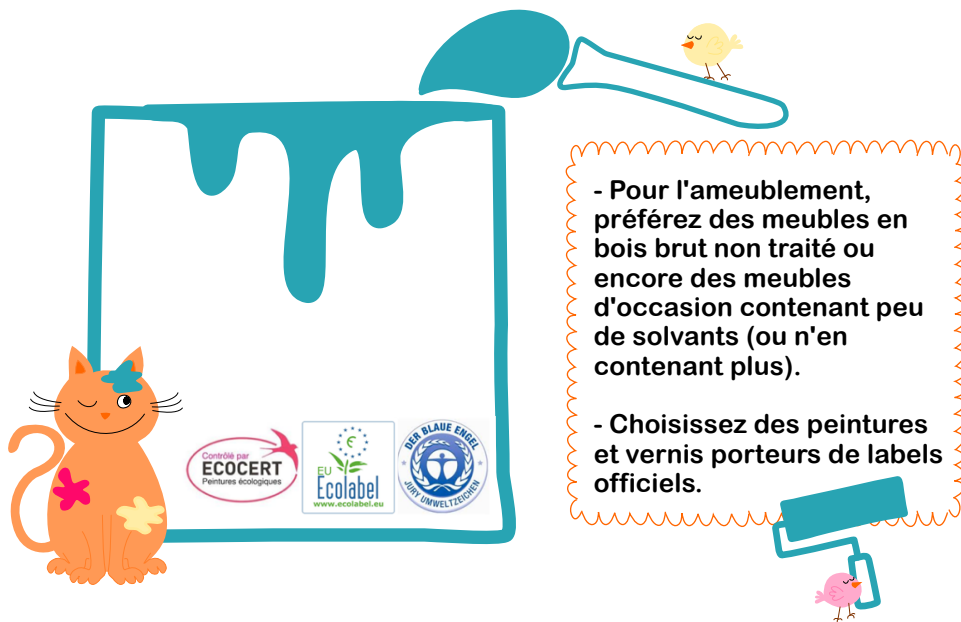 - Pour l'ameublement,
préférez des meubles en
bois brut non traité ou
encore des meubles
d'occasion contenant peu
de solvants (ou n'en
contenant plus).
- Choisissez des peintures
et vernis porteurs de labels
officiels.
Contrôlé par
ECOCERT
Peintures écologiques
EU
Ecolabel
www.ecolabel.eu
DER BLAUE ENGEL
JURY UMWELTZEICHEN